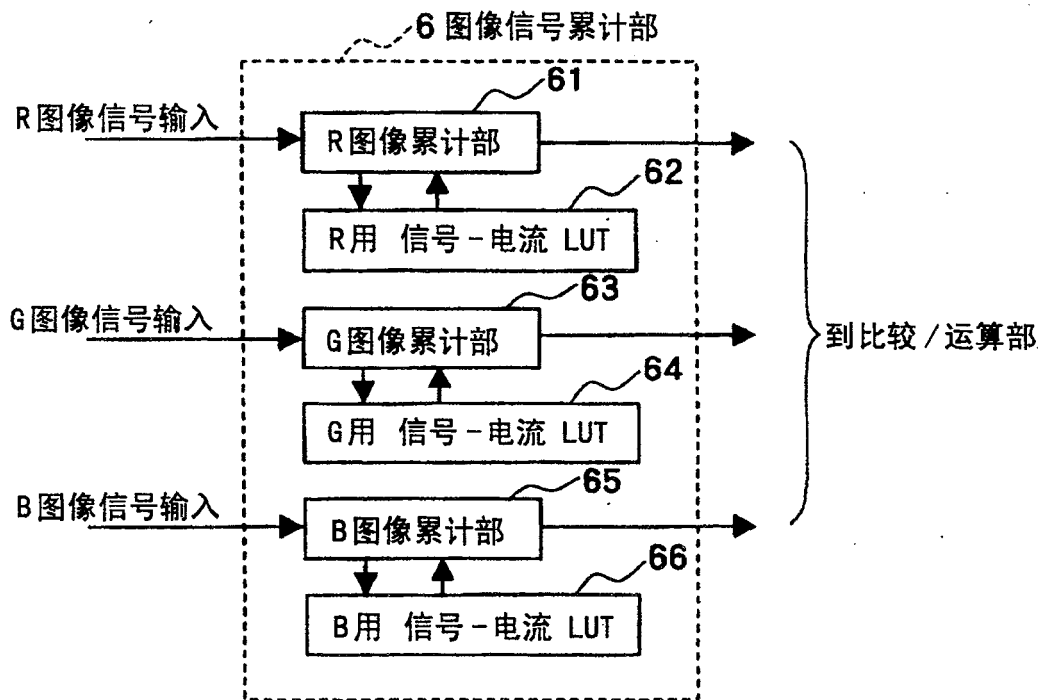 6 图像信号累计部
61
R图像信号输入
R图像累计部
62
R用 信号-电流 LUT
63
G图像信号输入
G图像累计部
到比较/运算部
64
G用 信号-电流 LUT
65
B图像信号输入
B图像累计部
66
B用 信号-电流 LUT